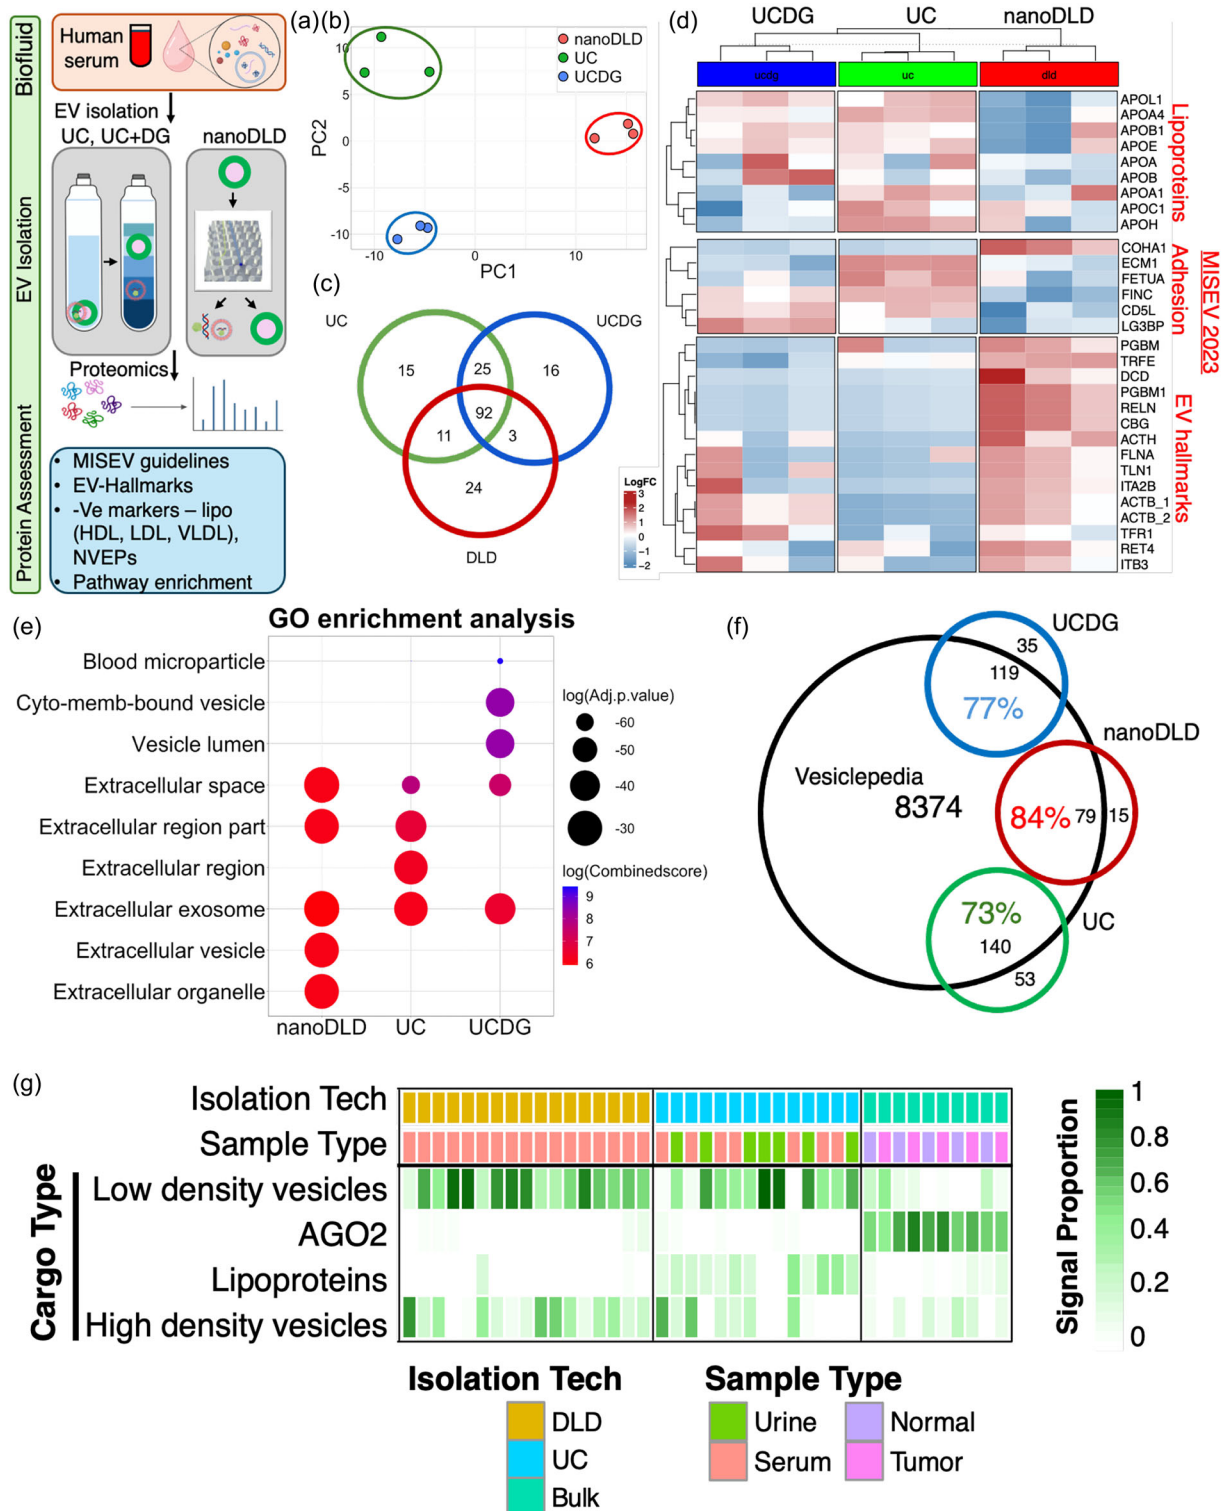 (a)
Biofluid
Human
serum
EV isolation
EV Isolation
UC, UC+DG
nanoDLD
Proteomics
Protein Assessment
• MISEV guidelines
• EV-Hallmarks
• -Ve markers – lipo
(HDL, LDL, VLDL),
NVEPs
• Pathway enrichment
(b)
nanoDLD
UC
UCDG
10
5
0
-5
-10
PC2
-10
0
10
PC1
(c)
UC
UCDG
15
25
16
92
11
3
24
DLD
(d)
UCDG
UC
nanoDLD
ucdg
uc
dld
APOL1
APOA4
APOB1
APOE
APOA
APOB
APOA1
APOC1
APOH
Lipoproteins
COHA1
ECM1
FETUA
FINC
CD5L
LG3BP
Adhesion
MISEV 2023
PGBM
TRFE
DCD
PGBM1
RELN
CBG
ACTH
FLNA
TLN1
ITA2B
ACTB_1
ACTB_2
TFR1
RET4
ITB3
EV hallmarks
LogFC
3
2
1
0
−1
−2
(e)
GO enrichment analysis
Blood microparticle
Cyto-memb-bound vesicle
Vesicle lumen
Extracellular space
Extracellular region part
Extracellular region
Extracellular exosome
Extracellular vesicle
Extracellular organelle
nanoDLD
UC
UCDG
log(Adj.p.value)
-60
-50
-40
-30
log(Combinedscore)
9
8
7
6
(f)
UCDG
35
119
77%
nanoDLD
Vesiclepedia
8374
84%
79
15
73%
UC
140
53
(g)
Isolation Tech
Sample Type
Cargo Type
Low density vesicles
AGO2
Lipoproteins
High density vesicles
Signal Proportion
1
0.8
0.6
0.4
0.2
0
Isolation Tech
DLD
UC
Bulk
Sample Type
Urine
Serum
Normal
Tumor